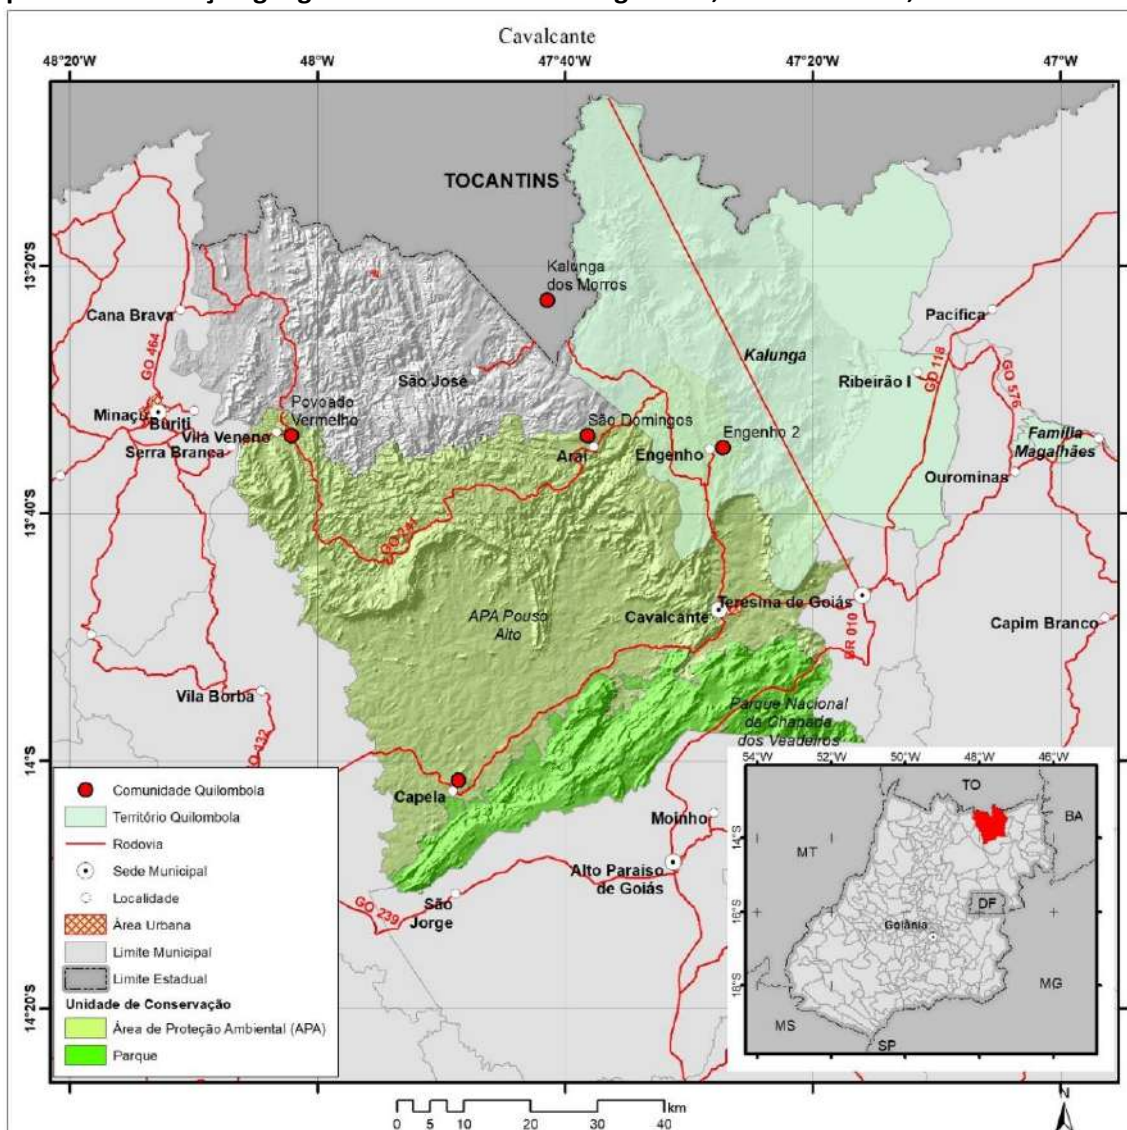 Cavalcante
48°20'W
48°W
47°40'W
47°20'W
47°W
13°20'S
13°40'S
14°S
14°20'S
TOCANTINS
Kalunga
dos Morros
Cana Brava
GO 464
São José
Kalunga
Pacífica
Ribeirão I
GO 118
GO 576
Minaçu
Buriti
Povoado
Vermelho
Vila Veneno
Serra Branca
São Domingos
Arai
Engenho
Engenho 2
Família
Magalhães
Ourominas
GO 241
APA Pouso
Alto
Cavalcante
Teresina de Goiás
BR 010
Capim Branco
Vila Borba
Parque Nacional
da Chapada
dos Veadeiros
Capela
Moinho
Alto Paraíso
de Goiás
São
Jorge
GO 239
Comunidade Quilombola
Território Quilombola
Rodovia
Sede Municipal
Localidade
Área Urbana
Limite Municipal
Limite Estadual
Unidade de Conservação
Área de Proteção Ambiental (APA)
Parque
54°W
52°W
50°W
48°W
46°W
14°S
16°S
18°S
TO
BA
MT
DF
Goiânia
MG
MS
SP
N
km
0 5 10 20 30 40